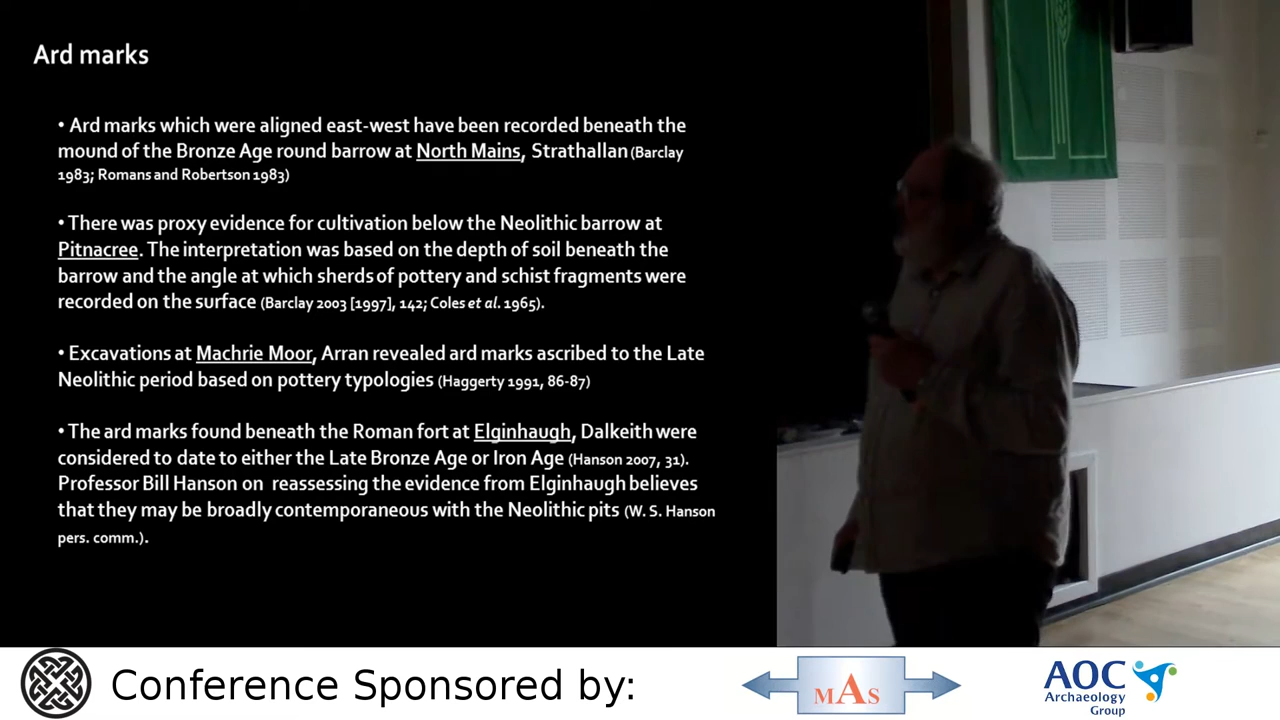 Ard marks
• Ard marks which were aligned east-west have been recorded beneath the
mound of the Bronze Age round barrow at North Mains, Strathallan (Barclay
1983; Romans and Robertson 1983)
• There was proxy evidence for cultivation below the Neolithic barrow at
Pitnacree. The interpretation was based on the depth of soil beneath the
barrow and the angle at which sherds of pottery and schist fragments were
recorded on the surface (Barclay 2003 [1997], 142; Coles et al. 1965).
• Excavations at Machrie Moor, Arran revealed ard marks ascribed to the Late
Neolithic period based on pottery typologies (Haggerty 1991, 86-87)
• The ard marks found beneath the Roman fort at Elginhaugh, Dalkeith were
considered to date to either the Late Bronze Age or Iron Age (Hanson 2007, 31).
Professor Bill Hanson on reassessing the evidence from Elginhaugh believes
that they may be broadly contemporaneous with the Neolithic pits (W. S. Hanson
pers. comm.).
Conference Sponsored by:
MAS
AOC
Archaeology
Group